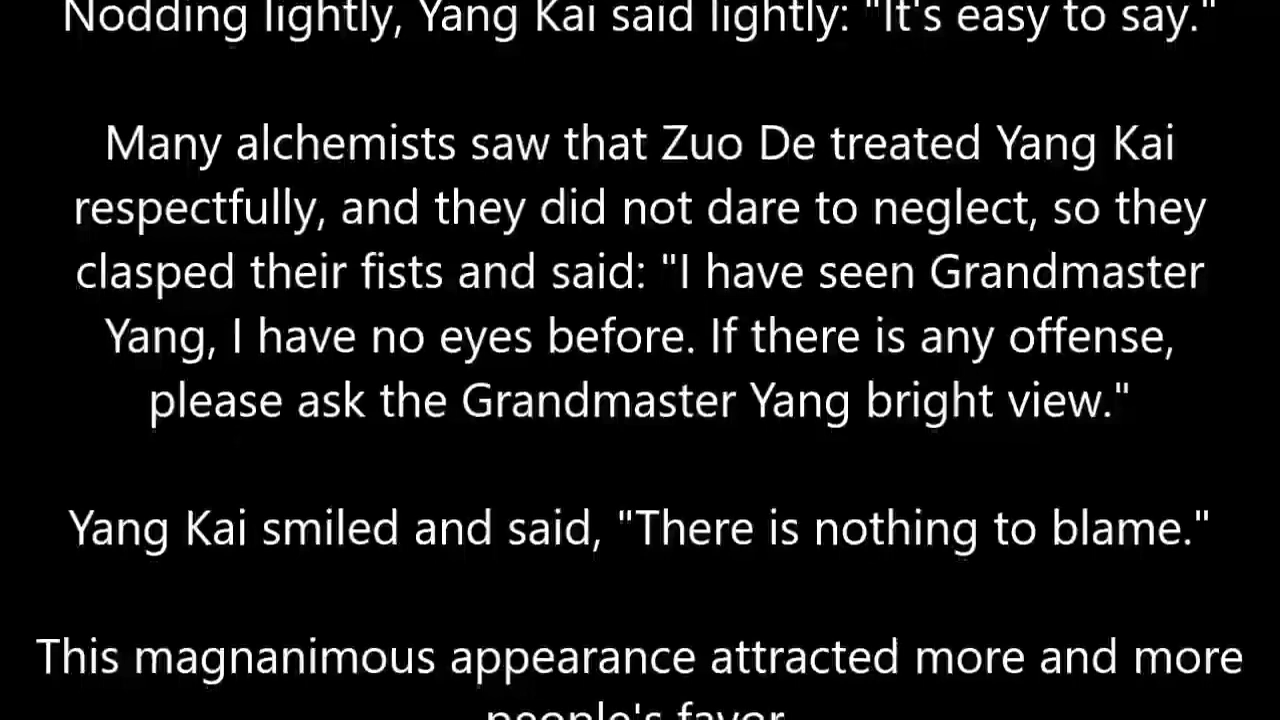 Nodding lightly, Yang Kai said lightly: "It's easy to say."
Many alchemists saw that Zuo De treated Yang Kai
respectfully, and they did not dare to neglect, so they
clasped their fists and said: "I have seen Grandmaster
Yang, I have no eyes before. If there is any offense,
please ask the Grandmaster Yang bright view."
Yang Kai smiled and said, "There is nothing to blame."
This magnanimous appearance attracted more and more
people's favor